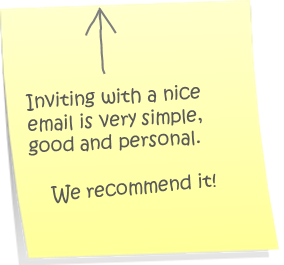 Inviting with a nice
email is very simple,
good and personal.
We recommend it!